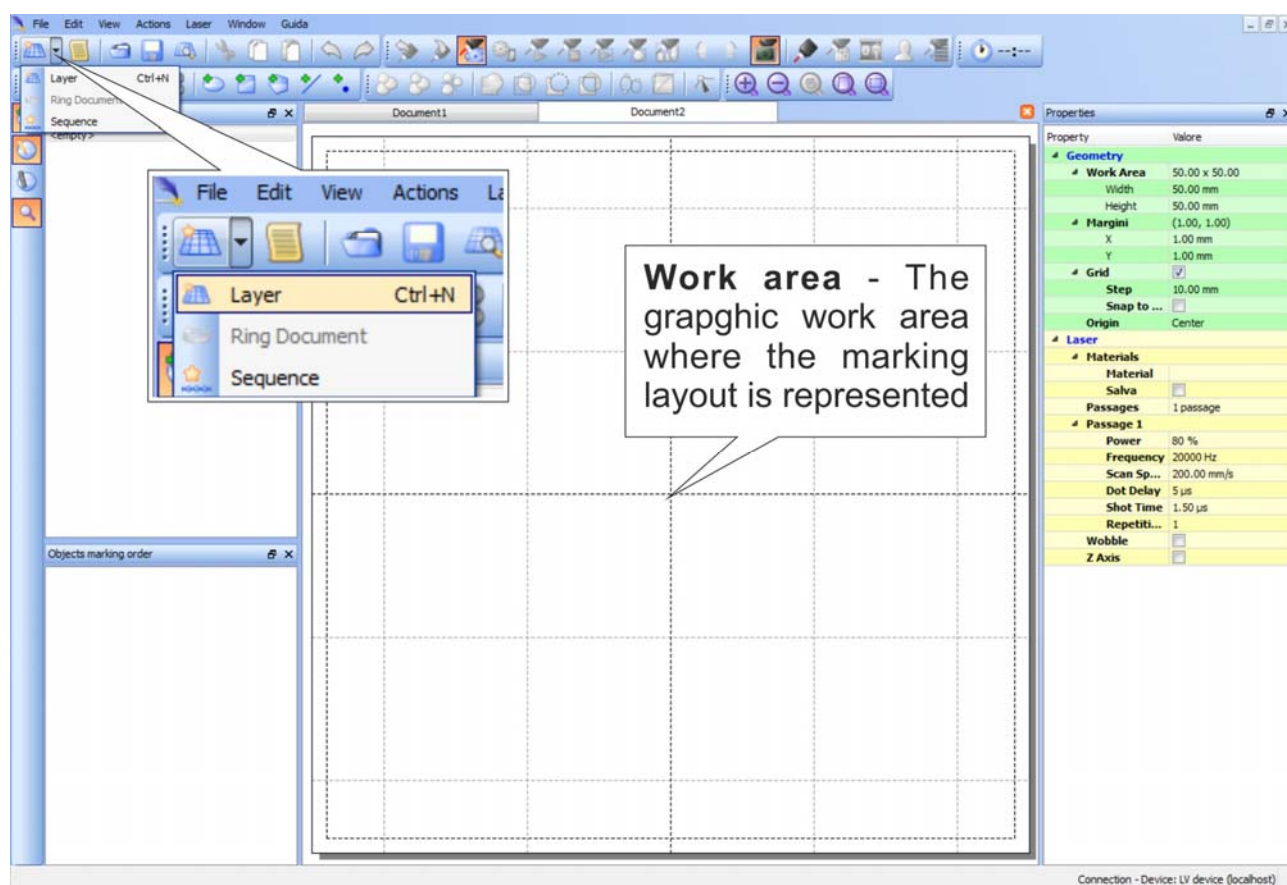 File Edit View Actions Laser Window Guida
--:--
Layer Ctrl+N
Ring Document
Sequence
<empty>
Document1 Document2
File Edit View Actions La
Layer Ctrl+N
Ring Document
Sequence
Work area - The
grapghic work area
where the marking
layout is represented
Objects marking order
Properties
Property Valore
Geometry
Work Area 50.00 x 50.00
Width 50.00 mm
Height 50.00 mm
Margini (1.00, 1.00)
X 1.00 mm
Y 1.00 mm
Grid
Step 10.00 mm
Snap to ...
Origin Center
Laser
Materials
Material
Salva
Passages 1 passage
Passage 1
Power 80 %
Frequency 20000 Hz
Scan Sp... 200.00 mm/s
Dot Delay 5 µs
Shot Time 1.50 µs
Repetiti... 1
Wobble
Z Axis
Connection - Device: LV device (localhost)